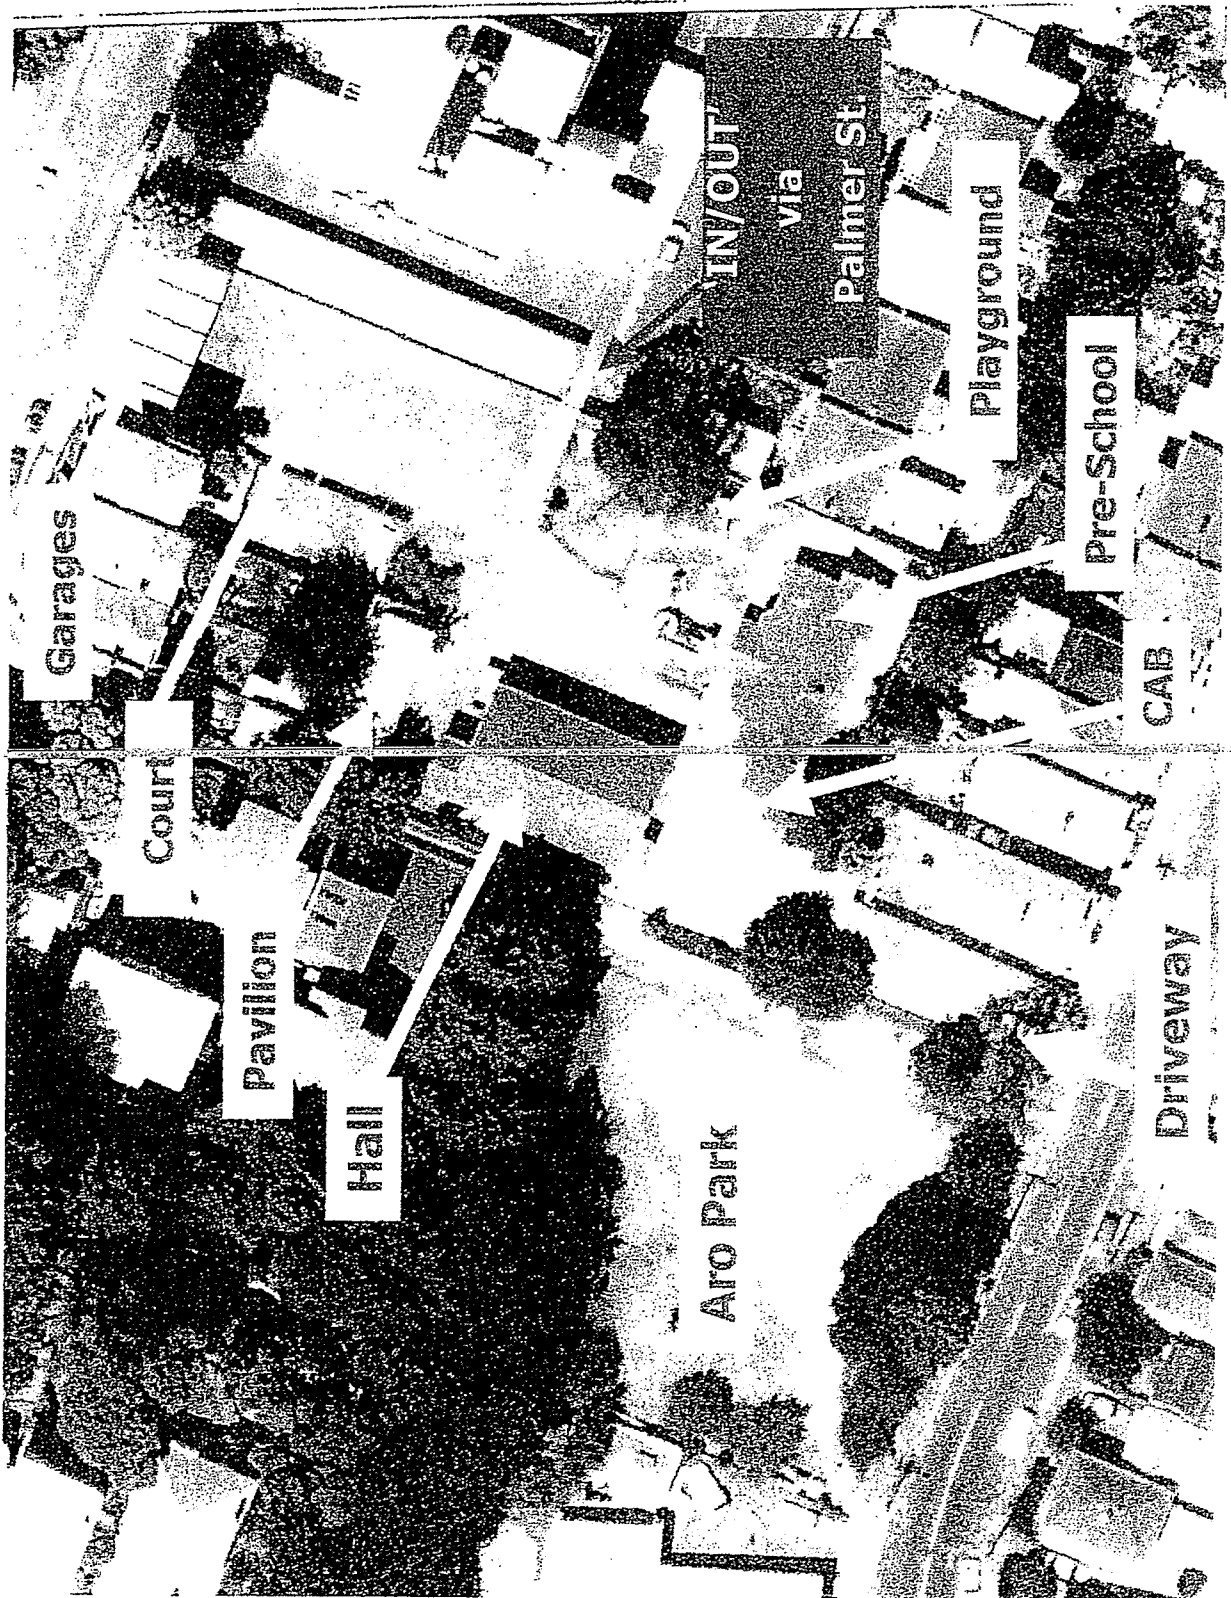 Garages
Court
Pavilion
Hall
IN/OUT
via
Palmer St.
Playground
Pre-School
CAB
Aro Park
Driveway